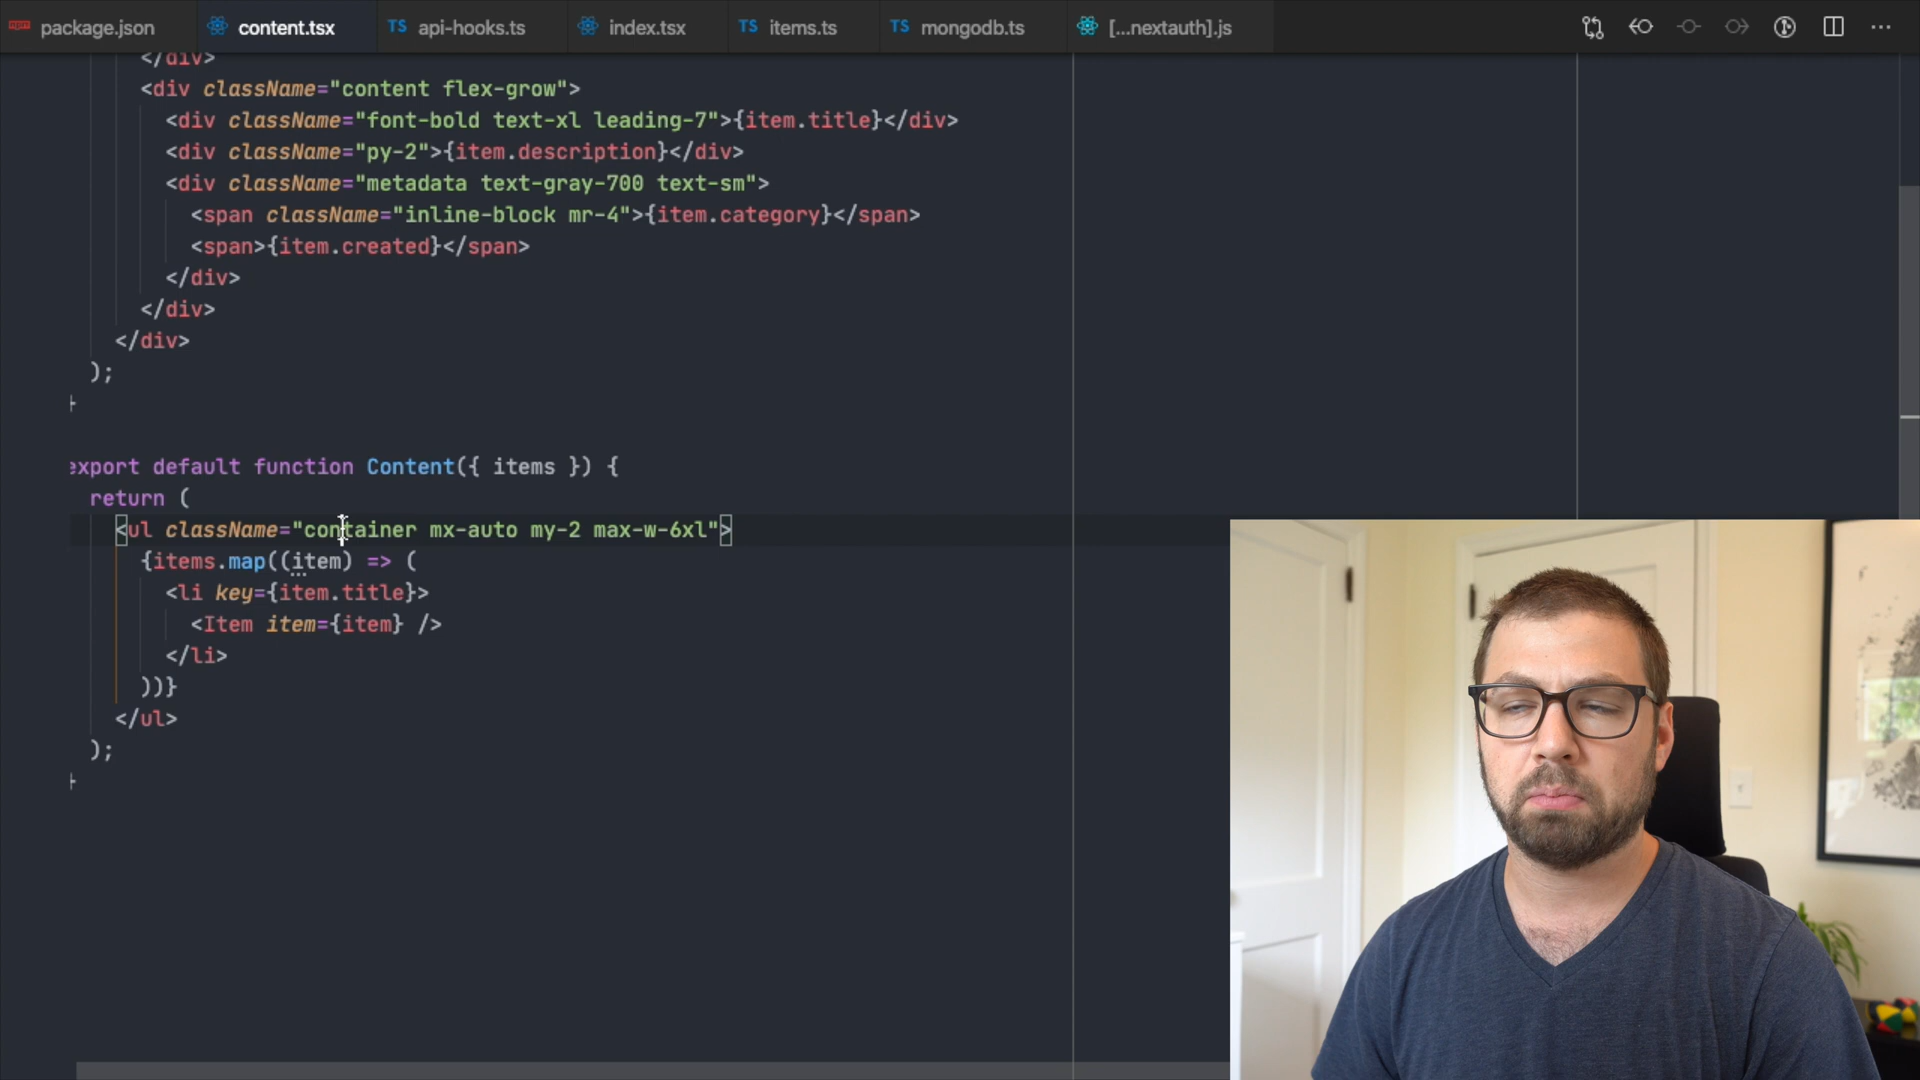 package.json content.tsx TS api-hooks.ts index.tsx TS items.ts TS mongodb.ts [...nextauth].js
</div>
<div className="content flex-grow">
<div className="font-bold text-xl leading-7">{item.title}</div>
<div className="py-2">{item.description}</div>
<div className="metadata text-gray-700 text-sm">
<span className="inline-block mr-4">{item.category}</span>
<span>{item.created}</span>
</div>
</div>
</div>
);
}
export default function Content({ items }) {
return (
<ul className="container mx-auto my-2 max-w-6xl">
{items.map((item) => (
<li key={item.title}>
<Item item={item} />
</li>
))}
</ul>
);
}